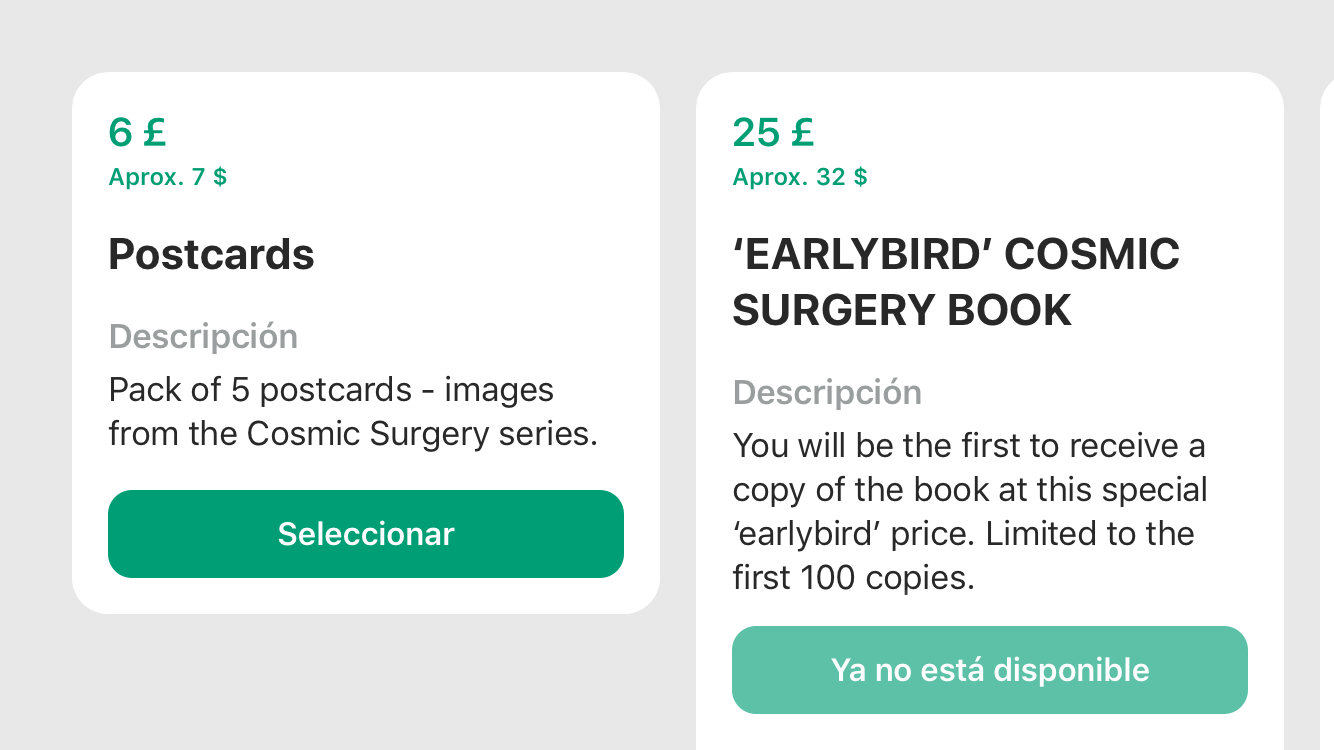 6 £
Aprox. 7 $
Postcards
Descripción
Pack of 5 postcards - images
from the Cosmic Surgery series.
Seleccionar
25 £
Aprox. 32 $
‘EARLYBIRD’ COSMIC
SURGERY BOOK
Descripción
You will be the first to receive a
copy of the book at this special
‘earlybird’ price. Limited to the
first 100 copies.
Ya no está disponible